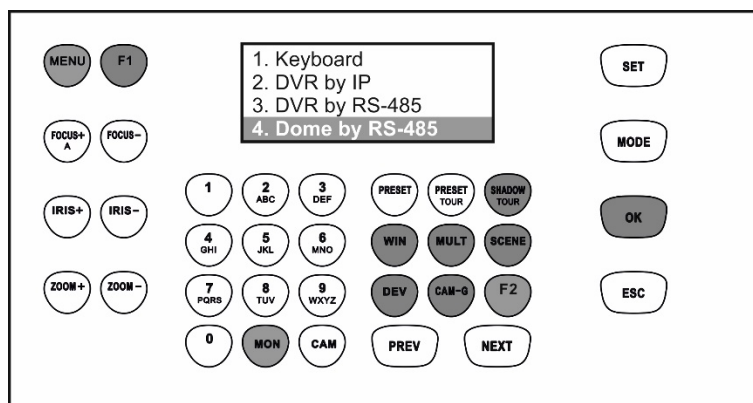 MENU F1
1. Keyboard
2. DVR by IP
3. DVR by RS-485
4. Dome by RS-485
SET
FOCUS+
A
FOCUS-
MODE
1
2
ABC
3
DEF
PRESET
PRESET
TOUR
SHADOW
TOUR
IRIS+ IRIS-
OK
4
GHI
5
JKL
6
MNO
WIN MULT SCENE
ZOOM+ ZOOM-
7
PQRS
8
TUV
9
WXYZ
DEV CAM-G F2
ESC
0 MON CAM
PREV NEXT